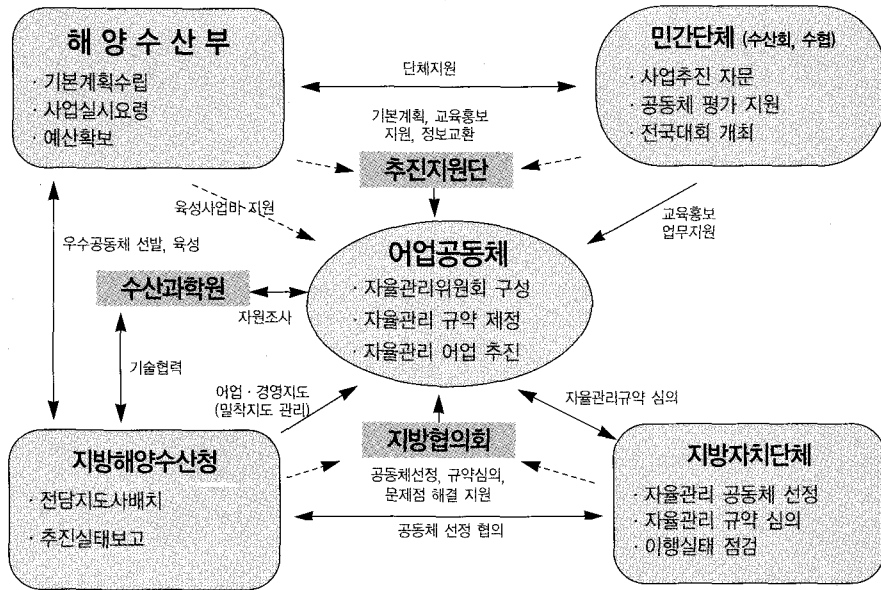 해 양 수 산 부
· 기본계획수립
· 사업실시요령
· 예산확보
단체지원
민간단체 (수산회, 수협)
· 사업추진 자문
· 공동체 평가 지원
· 전국대회 개최
기본계획, 교육홍보
지원, 정보교환
추진지원단
육성사업비 지원
교육홍보
업무지원
우수공동체 선발, 육성
어업공동체
· 자율관리위원회 구성
· 자율관리 규약 제정
· 자율관리 어업 추진
수산과학원
자원조사
기술협력
어업 · 경영지도
(밀착지도 관리)
자율관리규약 심의
지방협의회
공동체선정, 규약심의,
문제점 해결 지원
지방해양수산청
· 전담지도사배치
· 추진실태보고
공동체 선정 협의
지방자치단체
· 자율관리 공동체 선정
· 자율관리 규약 심의
· 이행실태 점검